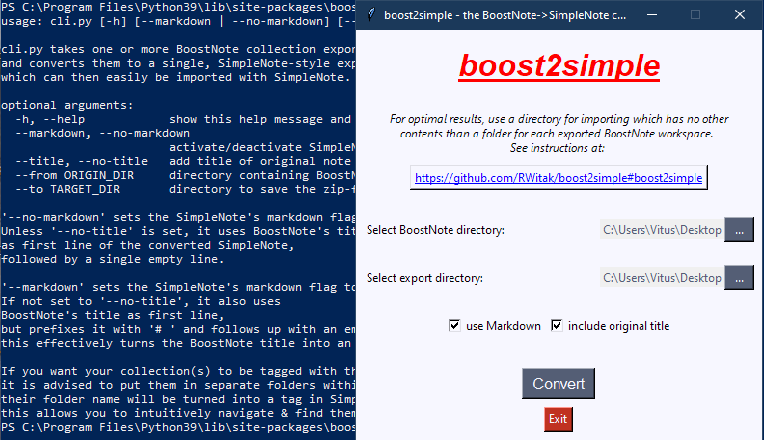 PS C:\Program Files\Python39\lib\site-packages\boos
usage: cli.py [-h] [--markdown | --no-markdown] [--
cli.py takes one or more BoostNote collection expor
and converts them to a single, SimpleNote-style exp
which can then easily be imported with SimpleNote.
optional arguments:
-h, --help show this help message and
--markdown, --no-markdown
activate/deactivate SimpleN
--title, --no-title add title of original note
--from ORIGIN_DIR directory containing BoostN
--to TARGET_DIR directory to save the zip-f
'--no-markdown' sets the SimpleNote's markdown flag
Unless '--no-title' is set, it uses BoostNote's tit
as first line of the converted SimpleNote,
followed by a single empty line.
'--markdown' sets the SimpleNote's markdown flag to
If not set to '--no-title', it also uses
BoostNote's title as first line,
but prefixes it with '# ' and follows up with an em
this effectively turns the BoostNote title into an
If you want your collection(s) to be tagged with th
it is advised to put them in separate folders withi
their folder name will be turned into a tag in Simp
this allows you to intuitively navigate & find them
PS C:\Program Files\Python39\lib\site-packages\boos
boost2simple - the BoostNote->SimpleNote c...
boost2simple
For optimal results, use a directory for importing which has no other
contents than a folder for each exported BoostNote workspace.
See instructions at:
https://github.com/RWitak/boost2simple#boost2simple
Select BoostNote directory: C:\Users\Vitus\Desktop ...
Select export directory: C:\Users\Vitus\Desktop ...
use Markdown include original title
Convert
Exit